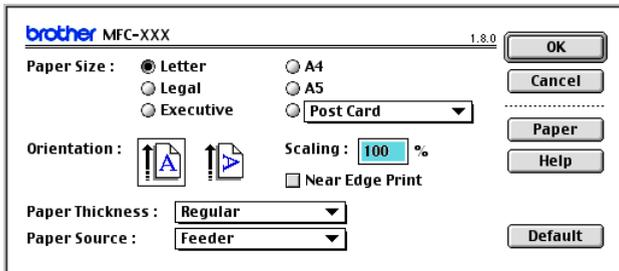 brother MFC-XXX 1.8.0
OK
Paper Size : Letter A4
Cancel
Legal A5
Executive Post Card
Paper
Orientation : A A Scaling : 100 %
Help
Near Edge Print
Paper Thickness : Regular
Paper Source : Feeder
Default